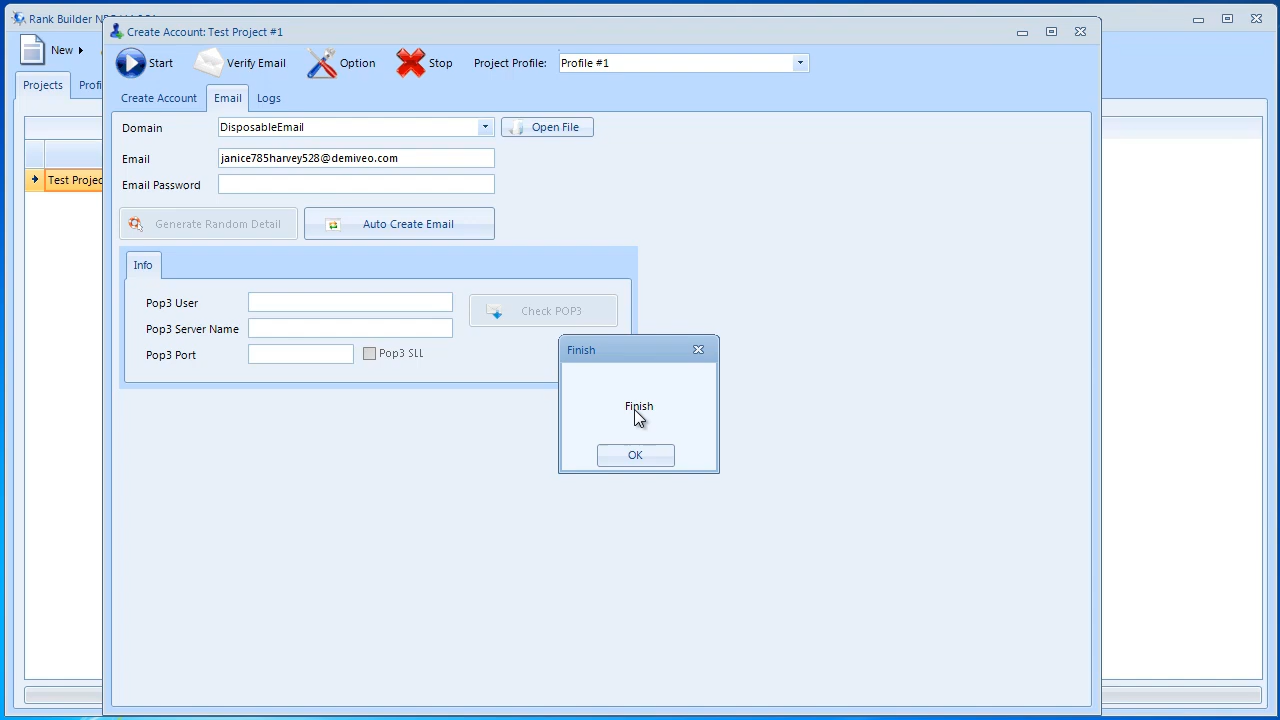 Rank Builder
Create Account: Test Project #1
New
Start
Verify Email
Option
Stop
Project Profile:
Profile #1
Projects
Create Account
Email
Logs
Domain
DisposableEmail
Open File
Email
janice785harvey528@demiveo.com
Test Projec
Email Password
Generate Random Detail
Auto Create Email
Info
Pop3 User
Check POP3
Pop3 Server Name
Pop3 Port
Pop3 SLL
Finish
Finish
OK